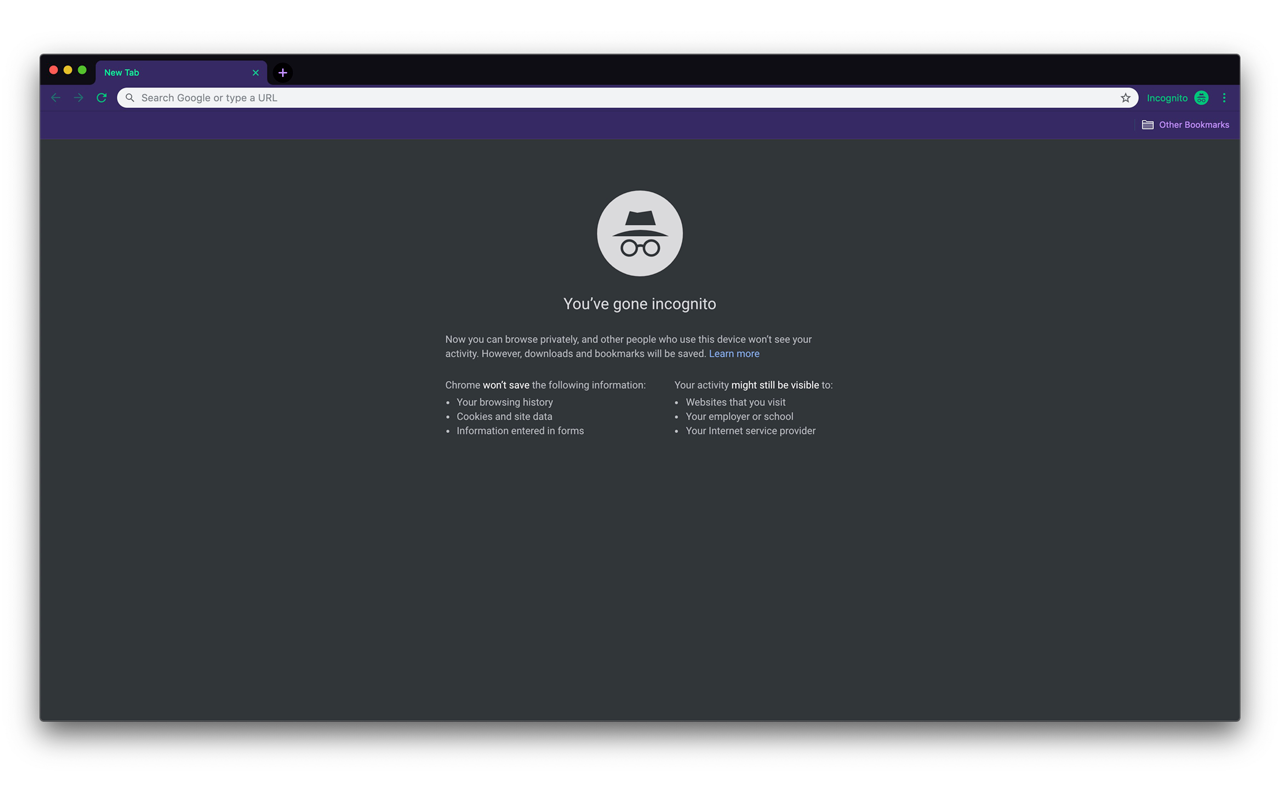 New Tab
Search Google or type a URL
Incognito
Other Bookmarks
You’ve gone incognito
Now you can browse privately, and other people who use this device won’t see your
activity. However, downloads and bookmarks will be saved. Learn more
Chrome won’t save the following information:
• Your browsing history
• Cookies and site data
• Information entered in forms
Your activity might still be visible to:
• Websites that you visit
• Your employer or school
• Your Internet service provider